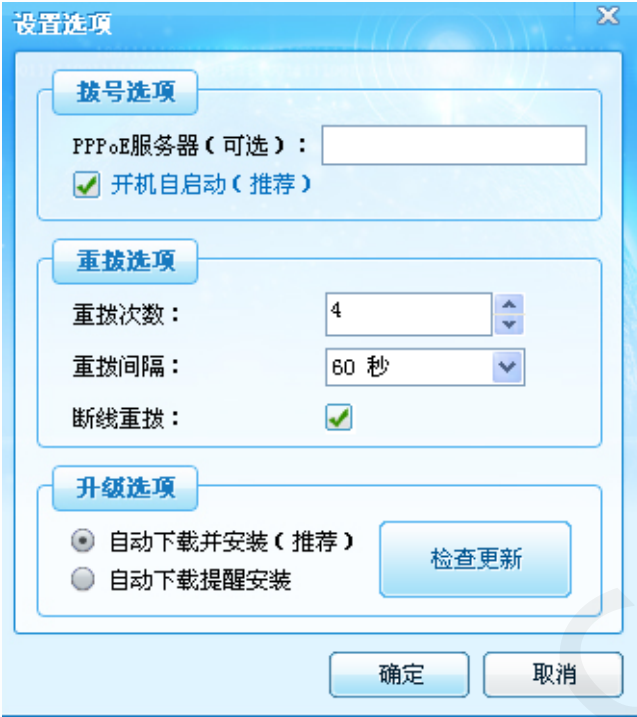 设置选项
拨号选项
PPPoE服务器(可选):
开机自启动(推荐)
重拨选项
重拨次数: 4
重拨间隔: 60 秒
断线重拨:
升级选项
自动下载并安装(推荐)
自动下载提醒安装
检查更新
确定 取消